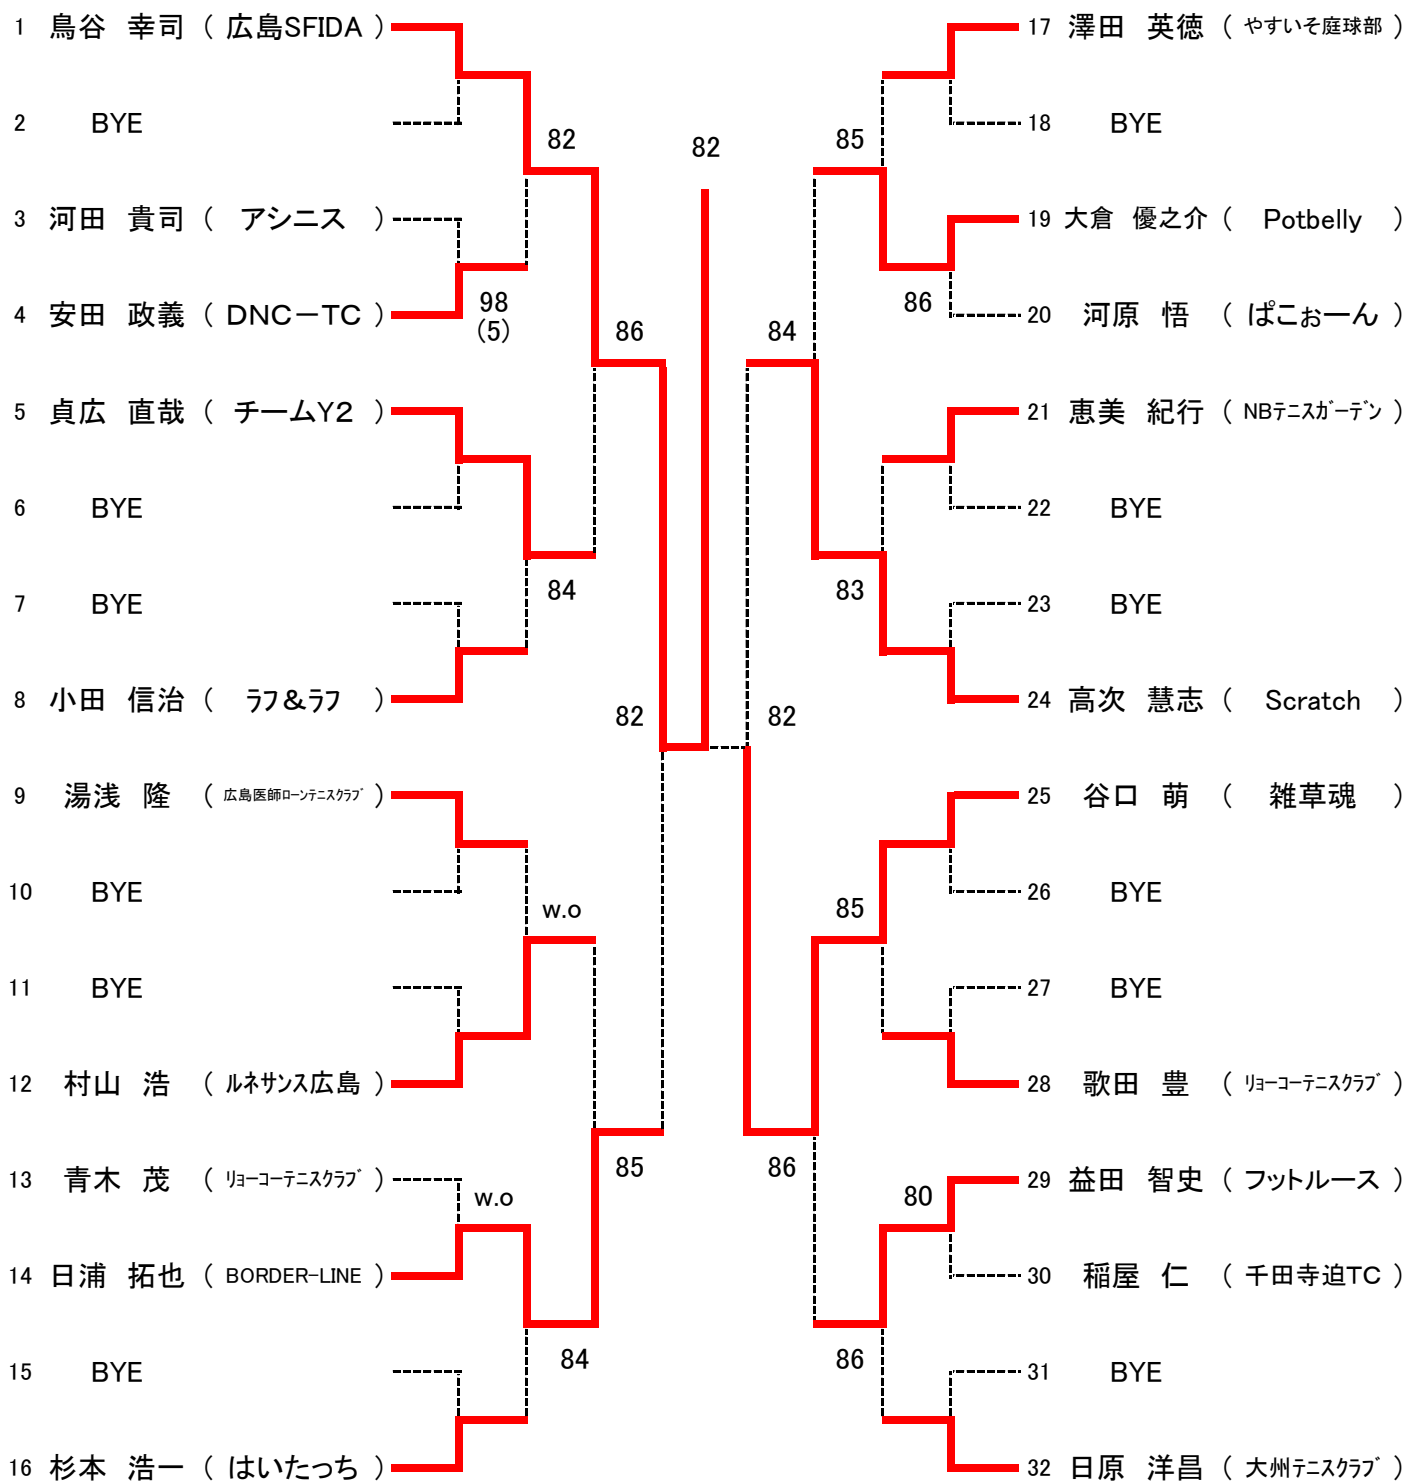 1 鳥谷 幸司 ( 広島SFIDA )
2 BYE
3 河田 貴司 ( アシニス )
4 安田 政義 ( DNC－TC )
5 貞広 直哉 ( チームY2 )
6 BYE
7 BYE
8 小田 信治 ( ﾗﾌ&ﾗﾌ )
9 湯浅 隆 ( 広島医師ﾛｰﾝﾃﾆｽｸﾗﾌﾞ )
10 BYE
11 BYE
12 村山 浩 ( ﾙﾈｻﾝｽ広島 )
13 青木 茂 ( ﾘｮｰｺｰﾃﾆｽｸﾗﾌﾞ )
14 日浦 拓也 ( BORDER-LINE )
15 BYE
16 杉本 浩一 ( はいたっち )
82
98
(5)
86
84
82
w.o
85
w.o
84
82
17 澤田 英徳 ( やすいそ庭球部 )
18 BYE
19 大倉 優之介 ( Potbelly )
20 河原 悟 ( ぱこぉーん )
21 恵美 紀行 ( NBﾃﾆｽｶﾞｰﾃﾞﾝ )
22 BYE
23 BYE
24 高次 慧志 ( Scratch )
25 谷口 萌 ( 雑草魂 )
26 BYE
27 BYE
28 歌田 豊 ( ﾘｮｰｺｰﾃﾆｽｸﾗﾌﾞ )
29 益田 智史 ( フットルース )
30 稲屋 仁 ( 千田寺迫TC )
31 BYE
32 日原 洋昌 ( 大州ﾃﾆｽｸﾗﾌﾞ )
85
86
84
83
82
85
86
80
86